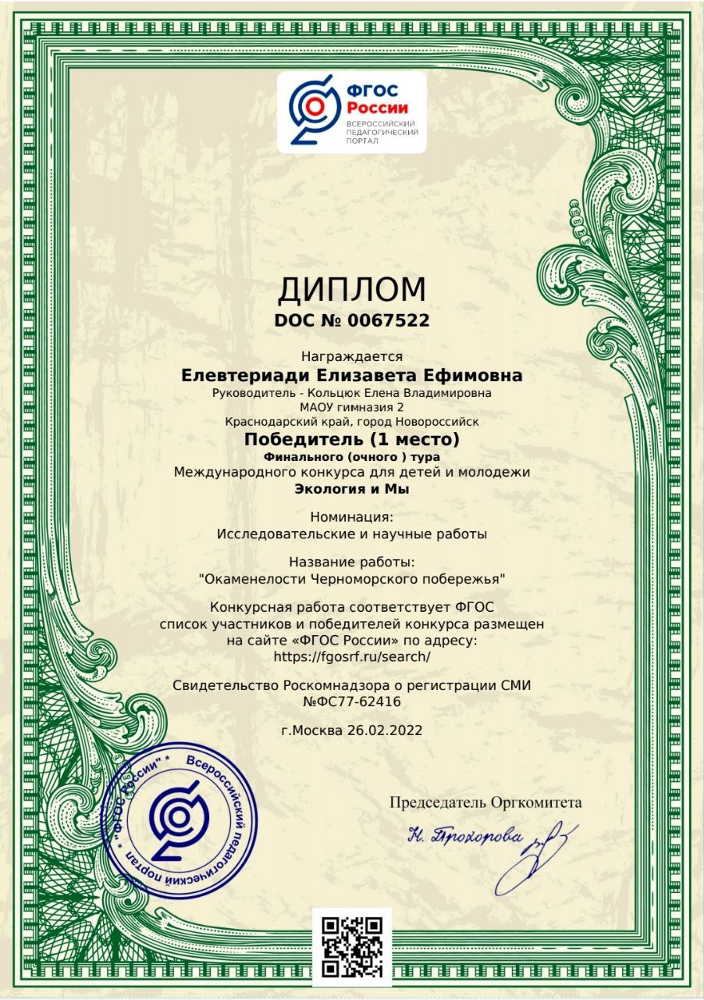 ФГОС
России
ВСЕРОССИЙСКИЙ
ПЕДАГОГИЧЕСКИЙ
ПОРТАЛ
ДИПЛОМ
DOC № 0067522
Награждается
Елевтериади Елизавета Ефимовна
Руководитель - Кольцюк Елена Владимировна
МАОУ гимназия 2
Краснодарский край, город Новороссийск
Победитель (1 место)
Финального (очного ) тура
Международного конкурса для детей и молодежи
Экология и Мы
Номинация:
Исследовательские и научные работы
Название работы:
"Окаменелости Черноморского побережья"
Конкурсная работа соответствует ФГОС
список участников и победителей конкурса размещен
на сайте «ФГОС России» по адресу:
https://fgosrf.ru/search/
Свидетельство Роскомнадзора о регистрации СМИ
№ФС77-62416
г.Москва 26.02.2022
Председатель Оргкомитета
Н. Прохорова
Всероссийский педагогический портал * "ФГОС России" *